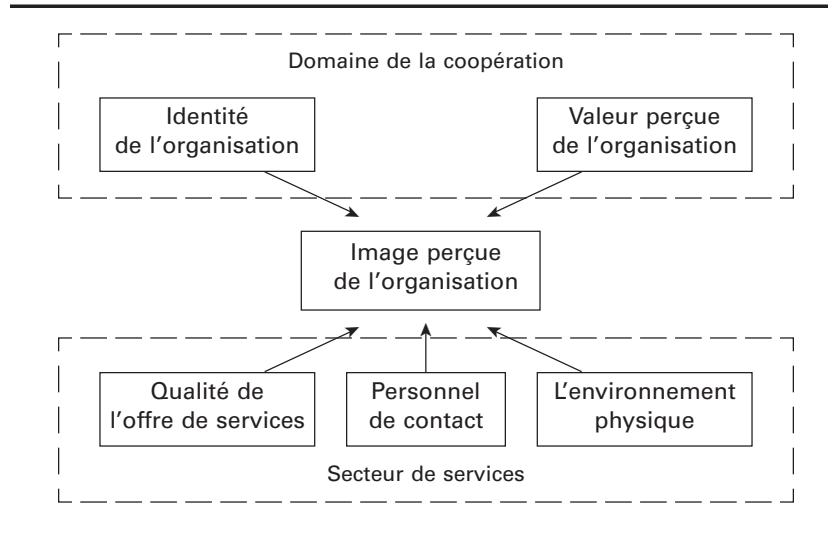 Domaine de la coopération
Identité
de l'organisation
Valeur perçue
de l'organisation
Image perçue
de l'organisation
Qualité de
l'offre de services
Personnel
de contact
L'environnement
physique
Secteur de services